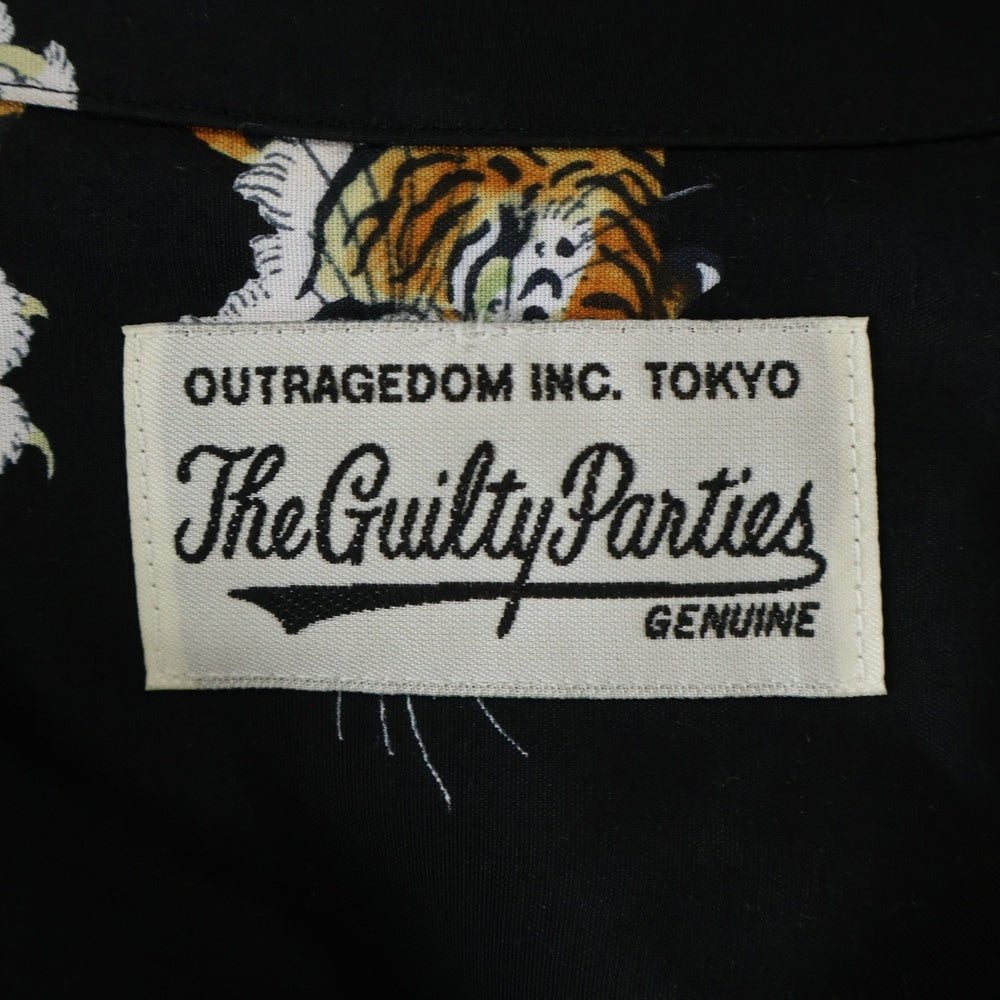 OUTRAGEDOM INC. TOKYO
The Guilty Parties
GENUINE